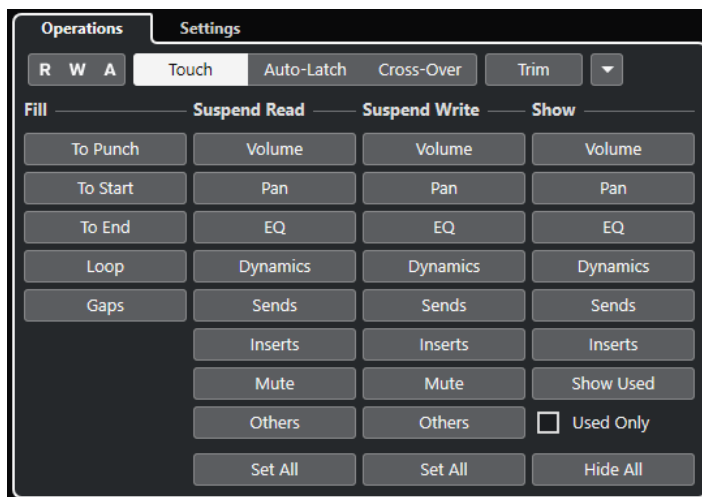 Operations Settings
R W A Touch Auto-Latch Cross-Over Trim
Fill Suspend Read Suspend Write Show
To Punch Volume Volume Volume
To Start Pan Pan Pan
To End EQ EQ EQ
Loop Dynamics Dynamics Dynamics
Gaps Sends Sends Sends
Inserts Inserts Inserts
Mute Mute Show Used
Others Others Used Only
Set All Set All Hide All